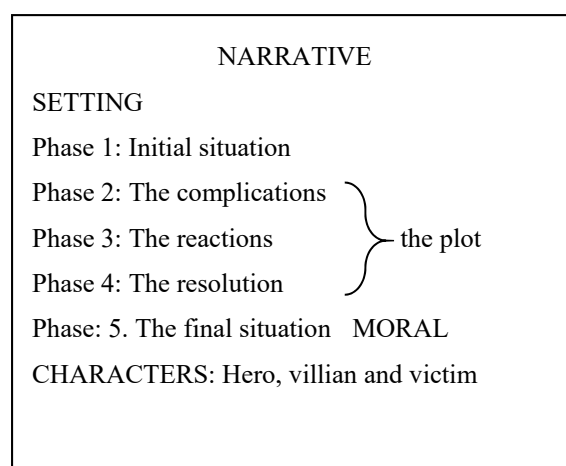 NARRATIVE
SETTING
Phase 1: Initial situation
Phase 2: The complications
Phase 3: The reactions the plot
Phase 4: The resolution
Phase: 5. The final situation MORAL
CHARACTERS: Hero, villian and victim